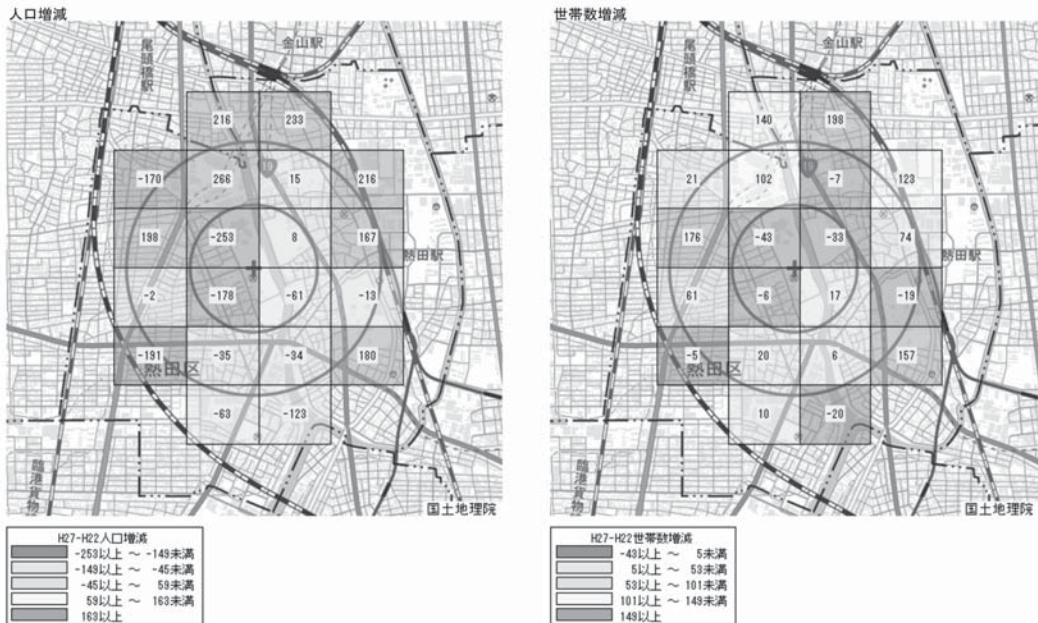 人口増減
金山駅
尾頭橋駅
216 233
-170 266 15 216
198 -253 8 167
熱田駅
-2 -178 -61 -13
-191 -35 -34 180
熱田区
-63 -123
臨港貨物
国土地理院
H27-H22人口増減
-253以上 ～ -149未満
-149以上 ～ -45未満
-45以上 ～ 59未満
59以上 ～ 163未満
163以上
世帯数増減
金山駅
尾頭橋駅
140 198
21 102 -7 123
176 -43 -33 74
熱田駅
61 -6 17 -19
-5 20 6 157
熱田区
10 -20
臨港貨物
国土地理院
H27-H22世帯数増減
-43以上 ～ 5未満
5以上 ～ 53未満
53以上 ～ 101未満
101以上 ～ 149未満
149以上